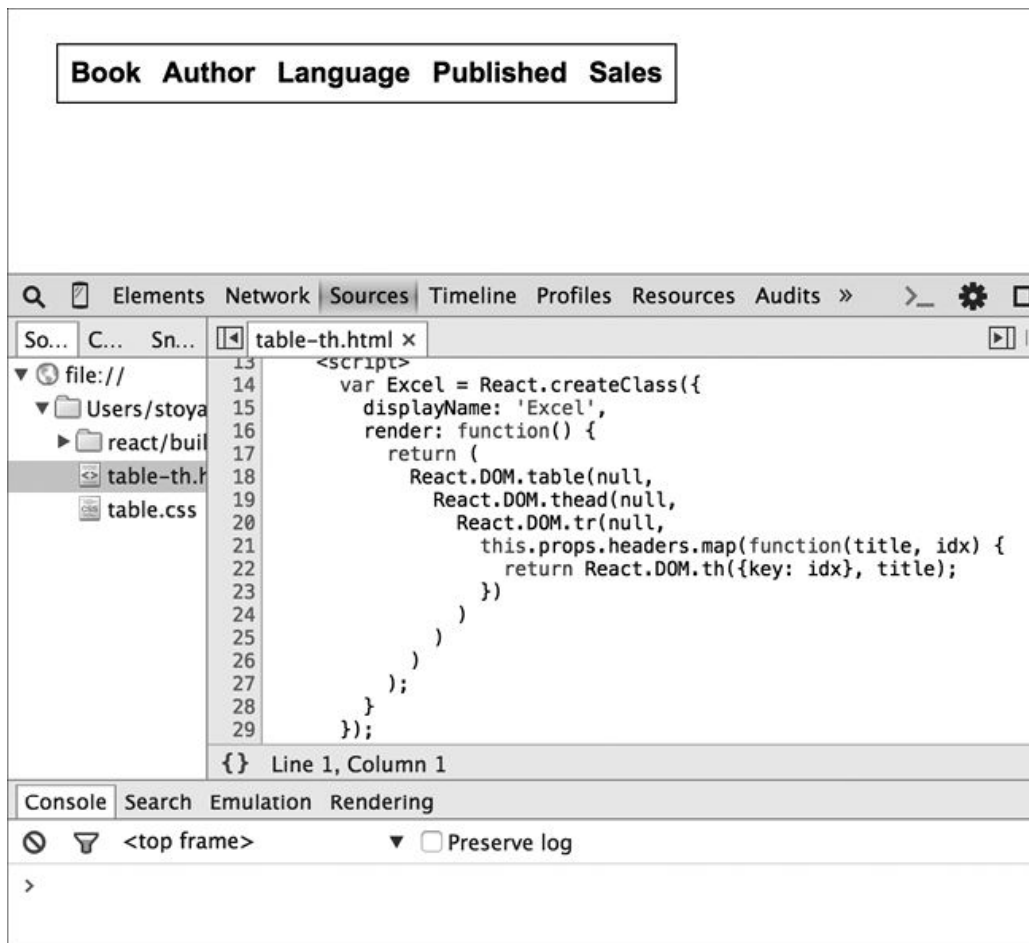 Book Author Language Published Sales
Elements Network Sources Timeline Profiles Resources Audits »
So... C... Sn... table-th.html ×
file://
Users/stoya
react/buil
table-th.h
table.css
13 <script>
14 var Excel = React.createClass({
15 displayName: 'Excel',
16 render: function() {
17 return (
18 React.DOM.table(null,
19 React.DOM.thead(null,
20 React.DOM.tr(null,
21 this.props.headers.map(function(title, idx) {
22 return React.DOM.th({key: idx}, title);
23 })
24 )
25 )
26 )
27 );
28 }
29 });
{} Line 1, Column 1
Console Search Emulation Rendering
<top frame> ▼ Preserve log
>